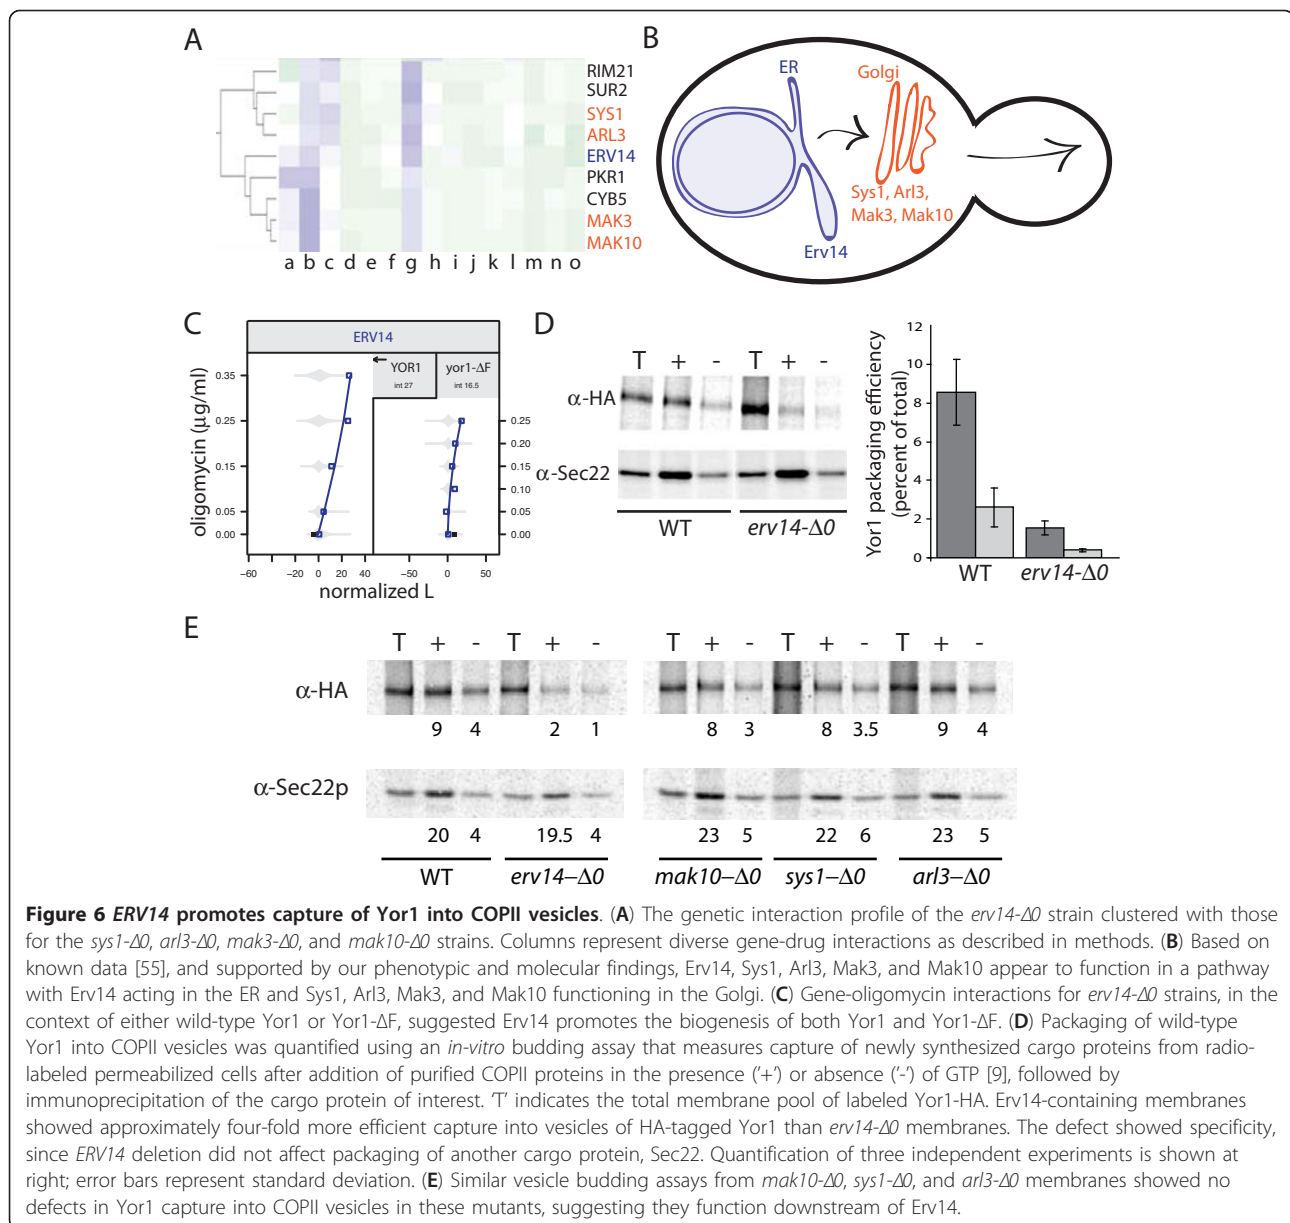 A
RIM21
SUR2
SYS1
ARL3
ERV14
PKR1
CYB5
MAK3
MAK10
a b c d e f g h i j k l m n o
B
ER
Golgi
Sys1, Arl3,
Mak3, Mak10
Erv14
C
ERV14
YOR1
int 27
yor1-ΔF
int 16.5
oligomycin (µg/ml)
0.35
0.25
0.15
0.05
0.00
0.25
0.20
0.15
0.10
0.05
0.00
−60 −20 0 20 40
−50 0 50
normalized L
D
T + - T + -
α-HA
α-Sec22
WT erv14-Δ0
Yor1 packaging efficiency
(percent of total)
12
10
8
6
4
2
0
WT erv14-Δ0
E
T + - T + - T + - T + - T + -
α-HA
9 4 2 1 8 3 8 3.5 9 4
α-Sec22p
20 4 19.5 4 23 5 22 6 23 5
WT erv14–Δ0 mak10–Δ0 sys1–Δ0 arl3–Δ0
Figure 6 ERV14 promotes capture of Yor1 into COPII vesicles. (A) The genetic interaction profile of the erv14-Δ0 strain clustered with those
for the sys1-Δ0, arl3-Δ0, mak3-Δ0, and mak10-Δ0 strains. Columns represent diverse gene-drug interactions as described in methods. (B) Based on
known data [55], and supported by our phenotypic and molecular findings, Erv14, Sys1, Arl3, Mak3, and Mak10 appear to function in a pathway
with Erv14 acting in the ER and Sys1, Arl3, Mak3, and Mak10 functioning in the Golgi. (C) Gene-oligomycin interactions for erv14-Δ0 strains, in the
context of either wild-type Yor1 or Yor1-ΔF, suggested Erv14 promotes the biogenesis of both Yor1 and Yor1-ΔF. (D) Packaging of wild-type
Yor1 into COPII vesicles was quantified using an in-vitro budding assay that measures capture of newly synthesized cargo proteins from radio-
labeled permeabilized cells after addition of purified COPII proteins in the presence ('+') or absence ('-') of GTP [9], followed by
immunoprecipitation of the cargo protein of interest. 'T' indicates the total membrane pool of labeled Yor1-HA. Erv14-containing membranes
showed approximately four-fold more efficient capture into vesicles of HA-tagged Yor1 than erv14-Δ0 membranes. The defect showed specificity,
since ERV14 deletion did not affect packaging of another cargo protein, Sec22. Quantification of three independent experiments is shown at
right; error bars represent standard deviation. (E) Similar vesicle budding assays from mak10-Δ0, sys1-Δ0, and arl3-Δ0 membranes showed no
defects in Yor1 capture into COPII vesicles in these mutants, suggesting they function downstream of Erv14.